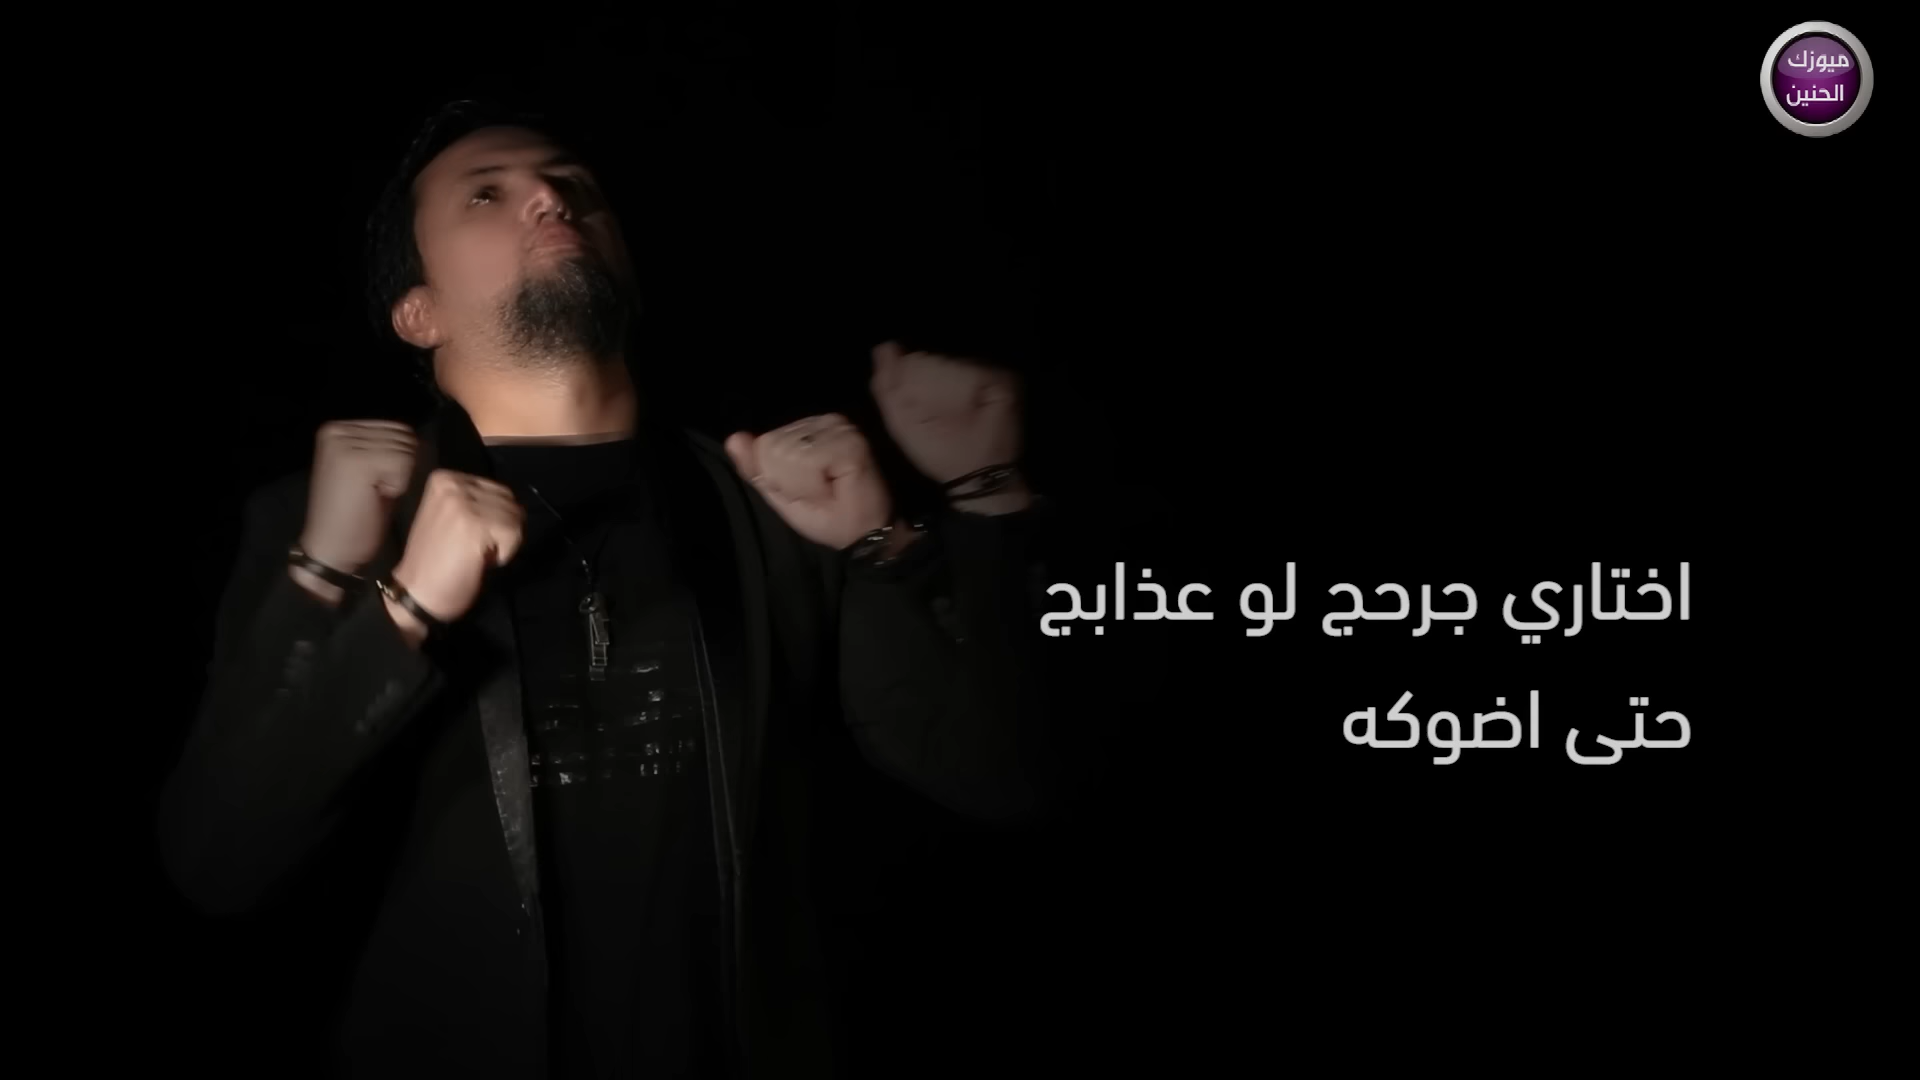 ميوزك
الحنين
اختاري جرحج لو عذابج
حتى اضوكه